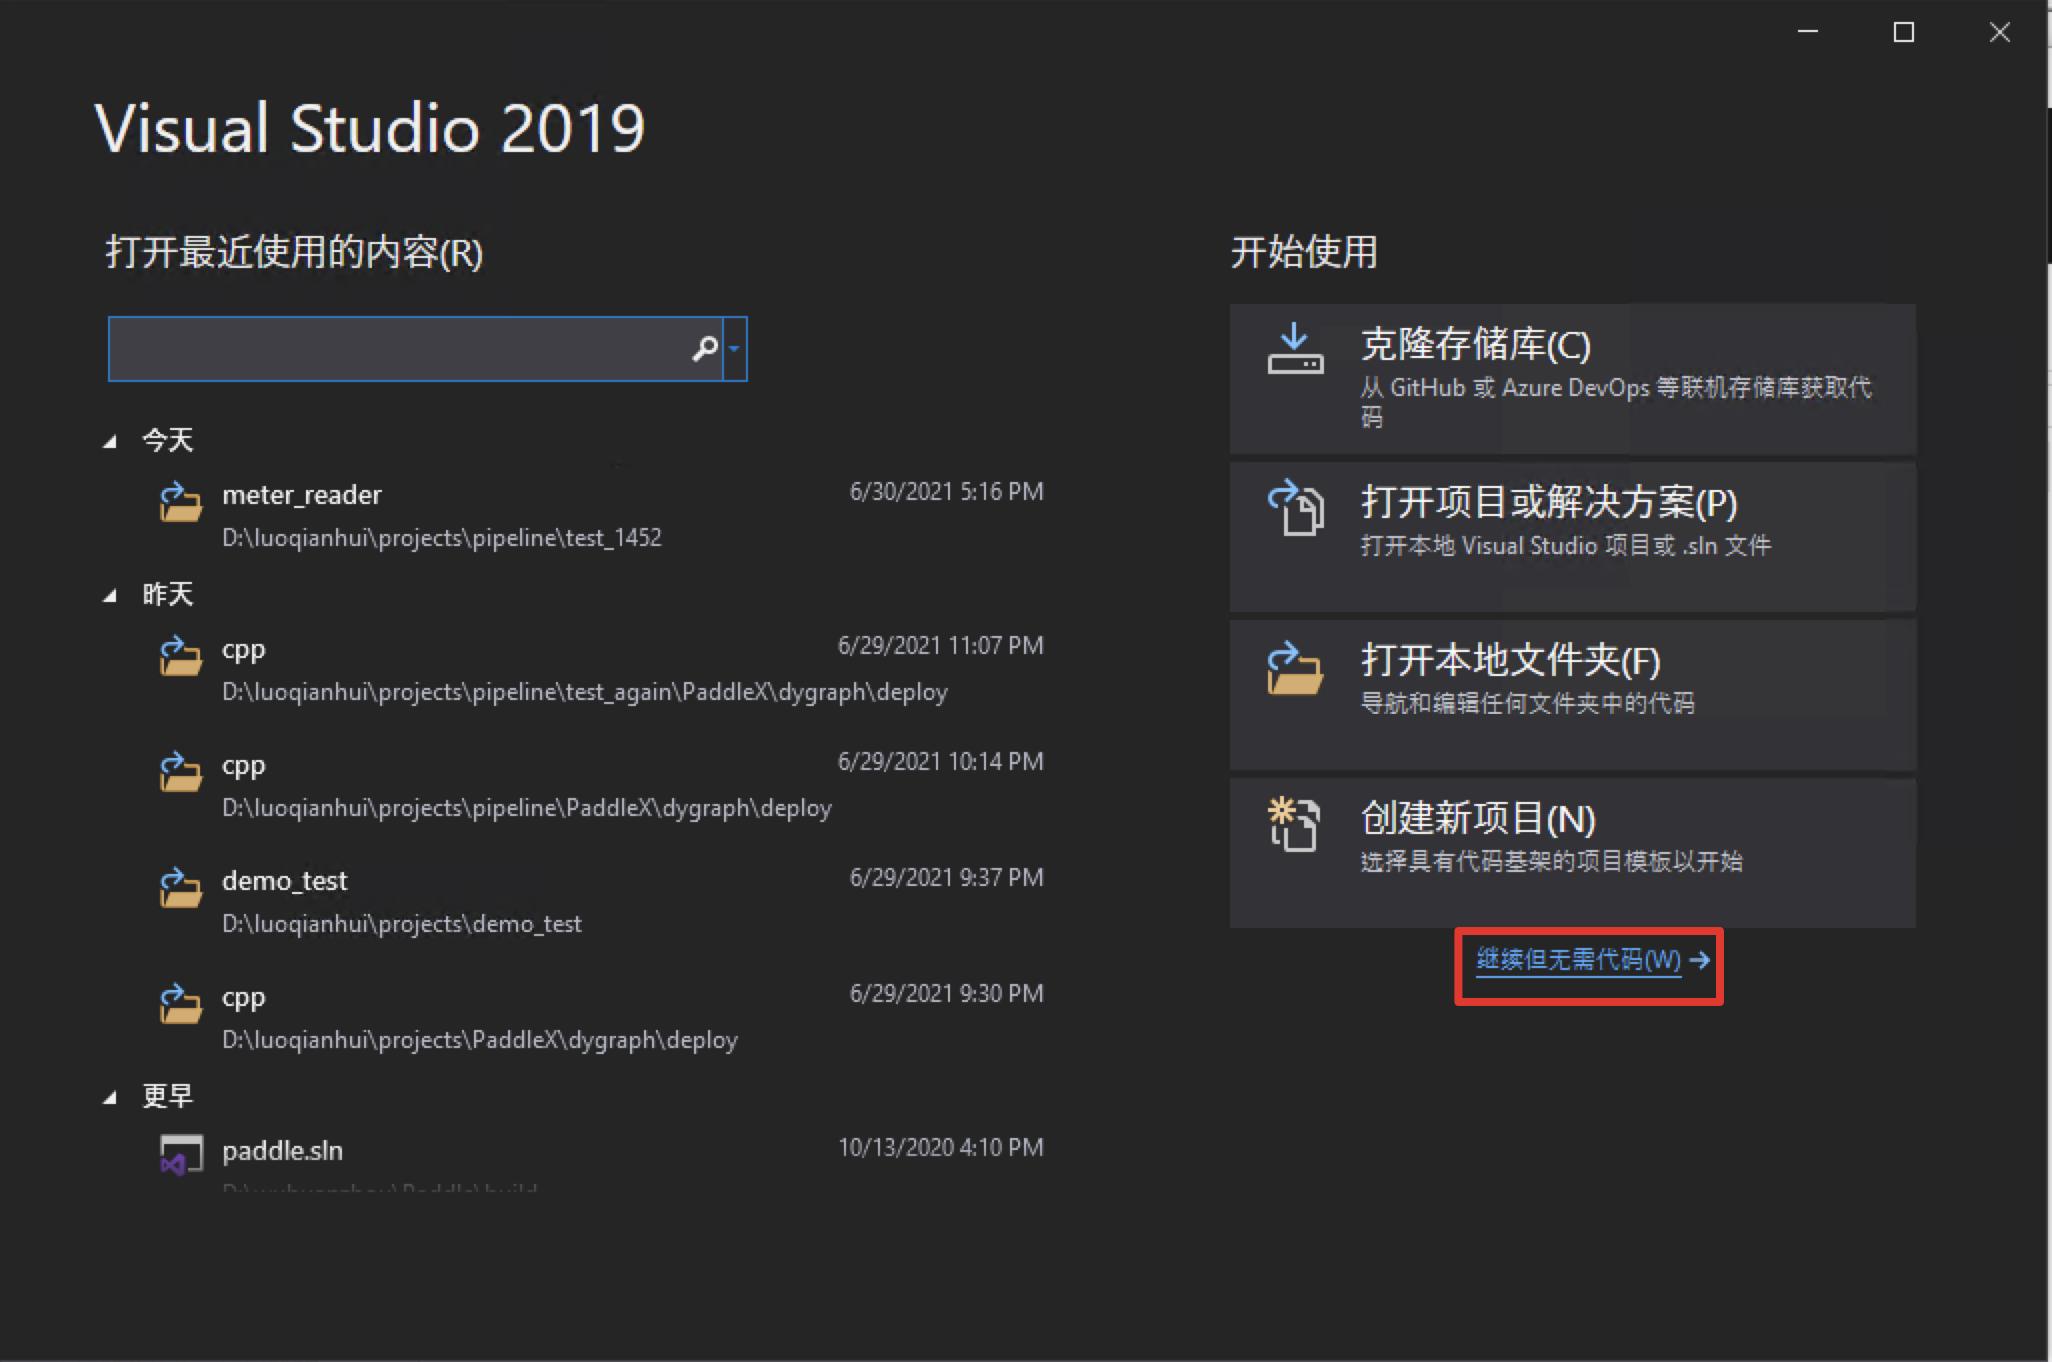 Visual Studio 2019
打开最近使用的内容(R)
今天
meter_reader 6/30/2021 5:16 PM
D:\luoqianhui\projects\pipeline\test_1452
昨天
cpp 6/29/2021 11:07 PM
D:\luoqianhui\projects\pipeline\test_again\PaddleX\dygraph\deploy
cpp 6/29/2021 10:14 PM
D:\luoqianhui\projects\pipeline\PaddleX\dygraph\deploy
demo_test 6/29/2021 9:37 PM
D:\luoqianhui\projects\demo_test
cpp 6/29/2021 9:30 PM
D:\luoqianhui\projects\PaddleX\dygraph\deploy
更早
paddle.sln 10/13/2020 4:10 PM
开始使用
克隆存储库(C)
从 GitHub 或 Azure DevOps 等联机存储库获取代
码
打开项目或解决方案(P)
打开本地 Visual Studio 项目或 .sln 文件
打开本地文件夹(F)
导航和编辑任何文件夹中的代码
创建新项目(N)
选择具有代码基架的项目模板以开始
继续但无需代码(W) →